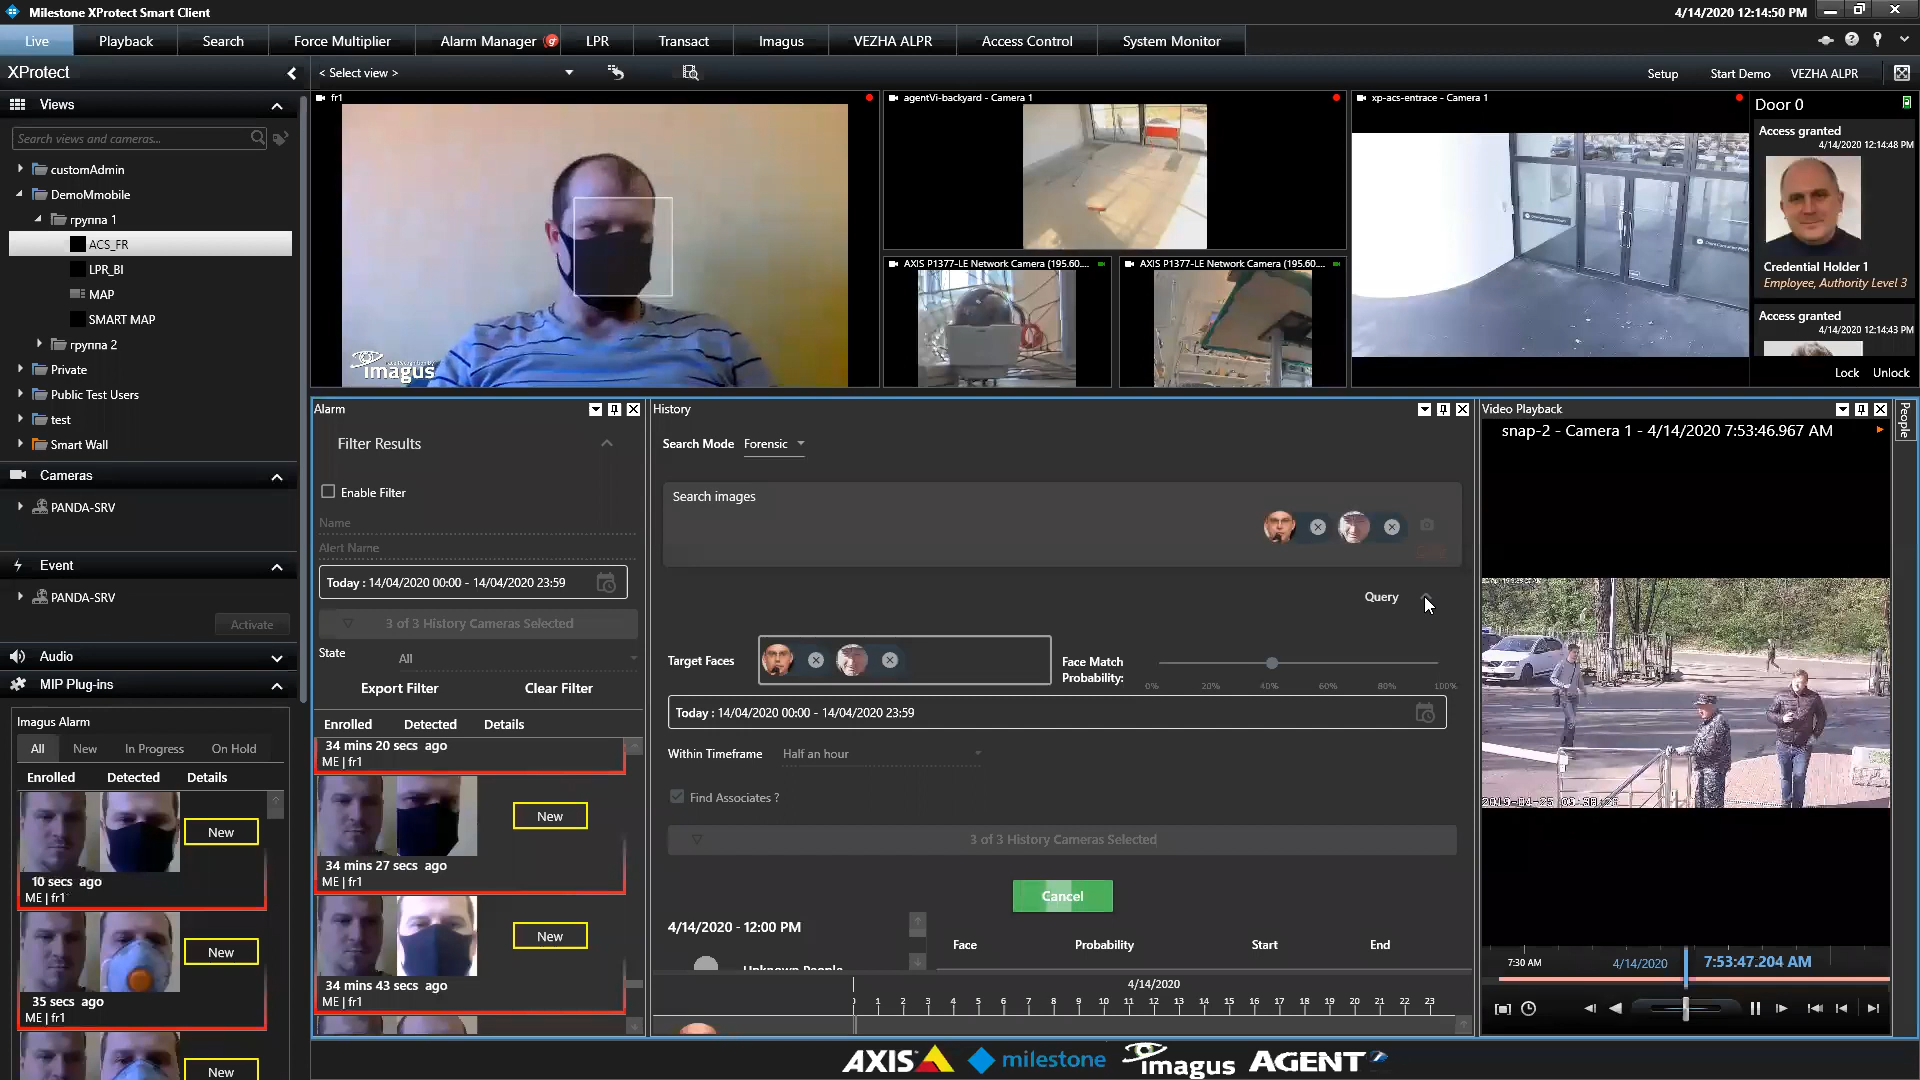 Milestone XProtect Smart Client
4/14/2020 12:14:50 PM
Live
Playback
Search
Force Multiplier
Alarm Manager
LPR
Transact
Imagus
VEZHA ALPR
Access Control
System Monitor
XProtect
< Select view >
Setup
Start Demo
VEZHA ALPR
Views
Search views and cameras...
customAdmin
DemoMmobile
группа 1
ACS_FR
LPR_BI
MAP
SMART MAP
группа 2
Private
Public Test Users
test
Smart Wall
Cameras
PANDA-SRV
Event
PANDA-SRV
Activate
Audio
MIP Plug-ins
Imagus Alarm
All
New
In Progress
On Hold
Enrolled
Detected
Details
New
10 secs ago
ME | fr1
New
35 secs ago
ME | fr1
New
fr1
imagus
agentVi-backyard - Camera 1
AXIS P1377-LE Network Camera (195.60....
AXIS P1377-LE Network Camera (195.60....
xp-acs-entrace - Camera 1
Door 0
Access granted
4/14/2020 12:14:48 PM
Credential Holder 1
Employee, Authority Level 3
Access granted
4/14/2020 12:14:43 PM
Lock
Unlock
Alarm
Filter Results
Enable Filter
Name
Alert Name
Today : 14/04/2020 00:00 - 14/04/2020 23:59
3 of 3 History Cameras Selected
State
All
Export Filter
Clear Filter
Enrolled
Detected
Details
34 mins 20 secs ago
ME | fr1
New
34 mins 27 secs ago
ME | fr1
New
34 mins 43 secs ago
ME | fr1
History
Search Mode
Forensic
Search images
Query
Target Faces
Face Match
Probability:
0% 20% 40% 60% 80% 100%
Today : 14/04/2020 00:00 - 14/04/2020 23:59
Within Timeframe
Half an hour
Find Associates ?
3 of 3 History Cameras Selected
Cancel
4/14/2020 - 12:00 PM
Unknown People
Face
Probability
Start
End
4/14/2020
1 2 3 4 5 6 7 8 9 10 11 12 13 14 15 16 17 18 19 20 21 22 23
Video Playback
snap-2 - Camera 1 - 4/14/2020 7:53:46.967 AM
People
7:30 AM
4/14/2020
7:53:47.204 AM
AXIS
milestone
imagus
AGENT